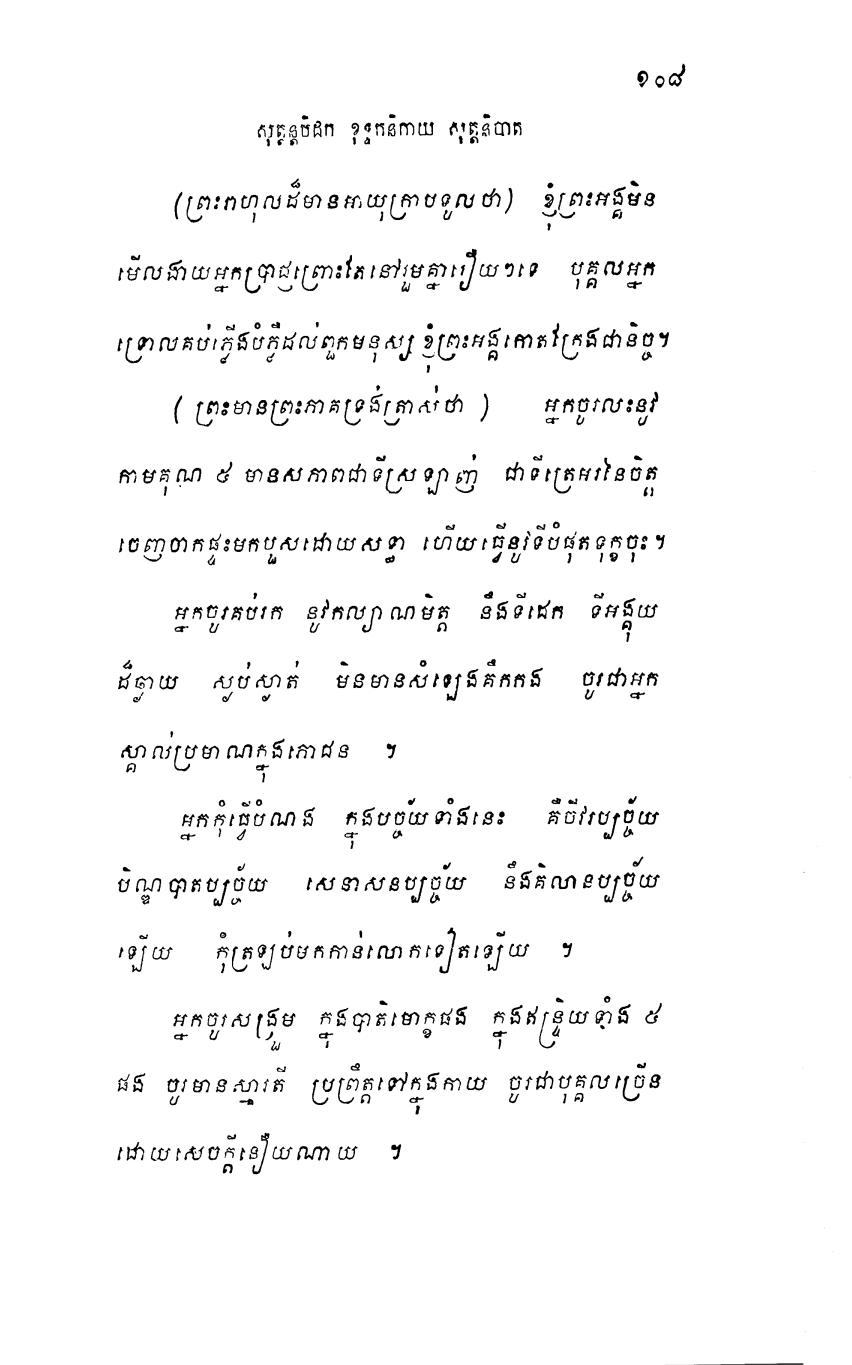 ១០៨
សុត្តន្តបិដក ខុទ្ទកនិកាយ សុត្តនិបាត
(ព្រះរាហុលដ៏មានអាយុក្រាបទូលថា) ខ្ញុំព្រះអង្គមិន
មើលងាយអ្នកប្រាជ្ញព្រោះតែនៅរួមគ្នារឿយៗទេ បុគ្គលអ្នក
ទ្រោលគប់ភ្លើងបំភ្លឺដល់ពួកមនុស្ស ខ្ញុំព្រះអង្គកោតក្រែងជានិច្ច។
( ព្រះមានព្រះភាគទ្រង់ត្រាស់ថា ) អ្នកចូរលះនូវ
កាមគុណ ៥ មានសភាពជាទីស្រឡាញ់ ជាទីត្រេអរនៃចិត្ត
ចេញចាកផ្ទះមកបួសដោយសទ្ធា ហើយធ្វើនូវទីបំផុតទុក្ខចុះ។
អ្នកចូរគប់រក នូវកល្យាណមិត្ត នឹងទីដេក ទីអង្គុយ
ដ៏ឆ្ងាយ ស្ងប់ស្ងាត់ មិនមានសំឡេងគឹកកង ចូរជាអ្នក
ស្គាល់ប្រមាណក្នុងភោជន ។
អ្នកកុំធ្វើបំណង ក្នុងបច្ច័យទាំងនេះ គឺចីវរប្បច្ច័យ
បិណ្ឌបាតប្បច្ច័យ សេនាសនប្បច្ច័យ នឹងគិលានប្បច្ច័យ
ឡើយ កុំត្រឡប់មកកាន់លោកទៀតឡើយ ។
អ្នកចូរសង្រួម ក្នុងបាតិមោក្ខផង ក្នុងឥន្ទ្រិយទាំង ៥
ផង ចូរមានស្មារតី ប្រព្រឹត្តទៅក្នុងកាយ ចូរជាបុគ្គលច្រើន
ដោយសេចក្តីនឿយណាយ ។